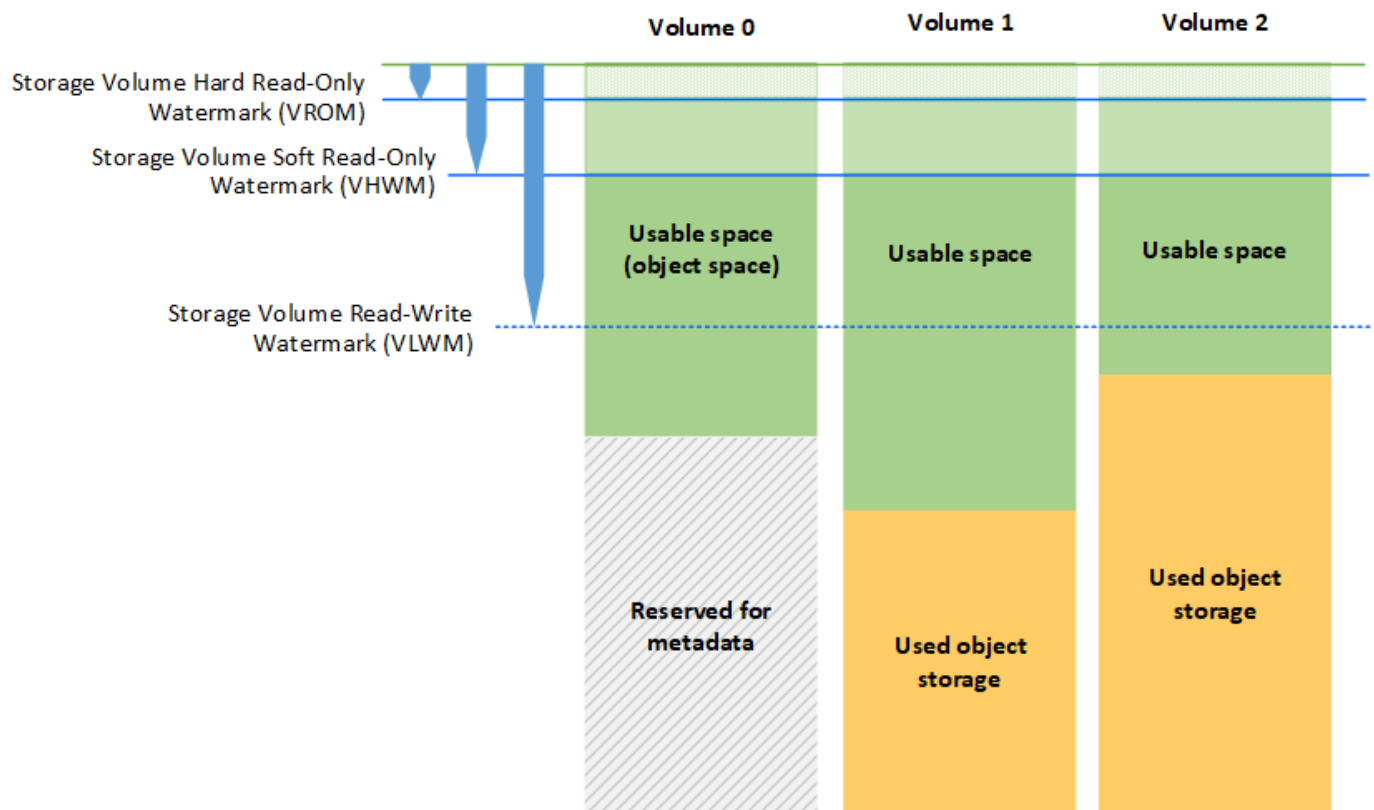 Volume 0
Volume 1
Volume 2
Storage Volume Hard Read-Only
Watermark (VROM)
Storage Volume Soft Read-Only
Watermark (VHWM)
Storage Volume Read-Write
Watermark (VLWM)
Usable space
(object space)
Usable space
Usable space
Reserved for
metadata
Used object
storage
Used object
storage